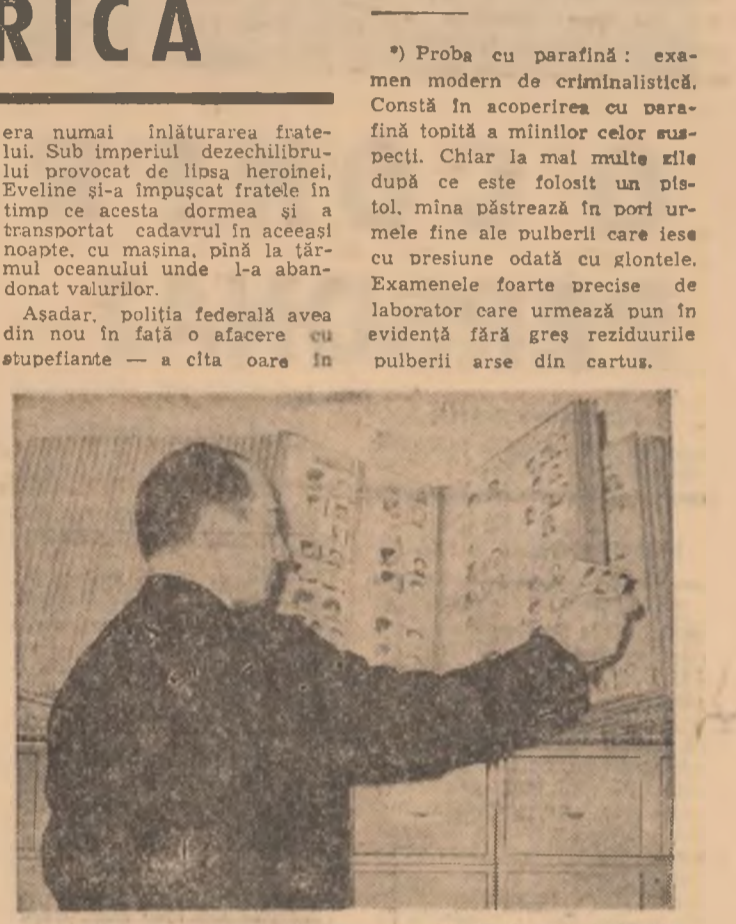 RICA
era numai înlăturarea frate-
lui. Sub imperiul dezechilibru-
lui provocat de lipsa heroinei,
Eveline și-a împușcat fratele în
timp ce acesta dormea și a
transportat cadavrul în aceeași
noapte, cu mașina, pînă la țăr-
mul oceanului unde l-a aban-
donat valurilor.
Așadar, poliția federală avea
din nou în față o afacere cu
stupefiante — a cîta oare în
*) Proba cu parafină : exa-
men modern de criminalistică.
Constă în acoperirea cu para-
fină topită a mîinilor celor sus-
pecți. Chiar la mai multe zile
după ce este folosit un pis-
tol, mîna păstrează în pori ur-
mele fine ale pulberii care iese
cu presiune odată cu glontele.
Examenele foarte precise de
laborator care urmează pun în
evidență fără greș reziduurile
pulberii arse din cartuș.